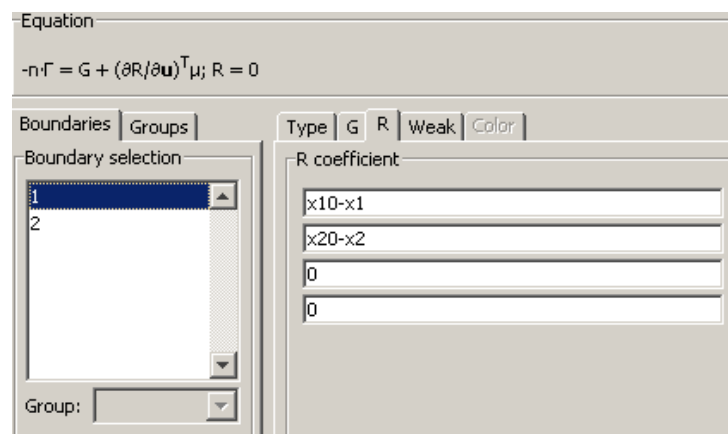 Equation
-n·Γ = G + (∂R/∂u)ᵀμ; R = 0
Boundaries Groups
Type G R Weak Color
Boundary selection
R coefficient
1
2
x10-x1
x20-x2
0
0
Group: